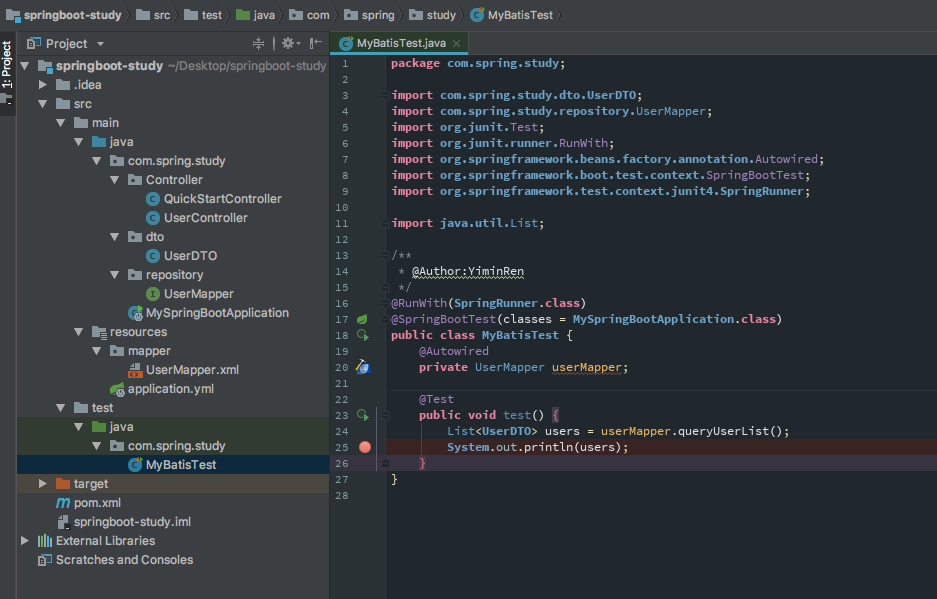 springboot-study src test java com spring study MyBatisTest
1: Project
Project
MyBatisTest.java
springboot-study ~/Desktop/springboot-study
.idea
src
main
java
com.spring.study
Controller
QuickStartController
UserController
dto
UserDTO
repository
UserMapper
MySpringBootApplication
resources
mapper
UserMapper.xml
application.yml
test
java
com.spring.study
MyBatisTest
target
pom.xml
springboot-study.iml
External Libraries
Scratches and Consoles
1 package com.spring.study;
2
3 import com.spring.study.dto.UserDTO;
4 import com.spring.study.repository.UserMapper;
5 import org.junit.Test;
6 import org.junit.runner.RunWith;
7 import org.springframework.beans.factory.annotation.Autowired;
8 import org.springframework.boot.test.context.SpringBootTest;
9 import org.springframework.test.context.junit4.SpringRunner;
10
11 import java.util.List;
12
13 /**
14 * @Author:YiminRen
15 */
16 @RunWith(SpringRunner.class)
17 @SpringBootTest(classes = MySpringBootApplication.class)
18 public class MyBatisTest {
19 @Autowired
20 private UserMapper userMapper;
21
22 @Test
23 public void test() {
24 List<UserDTO> users = userMapper.queryUserList();
25 System.out.println(users);
26 }
27 }
28